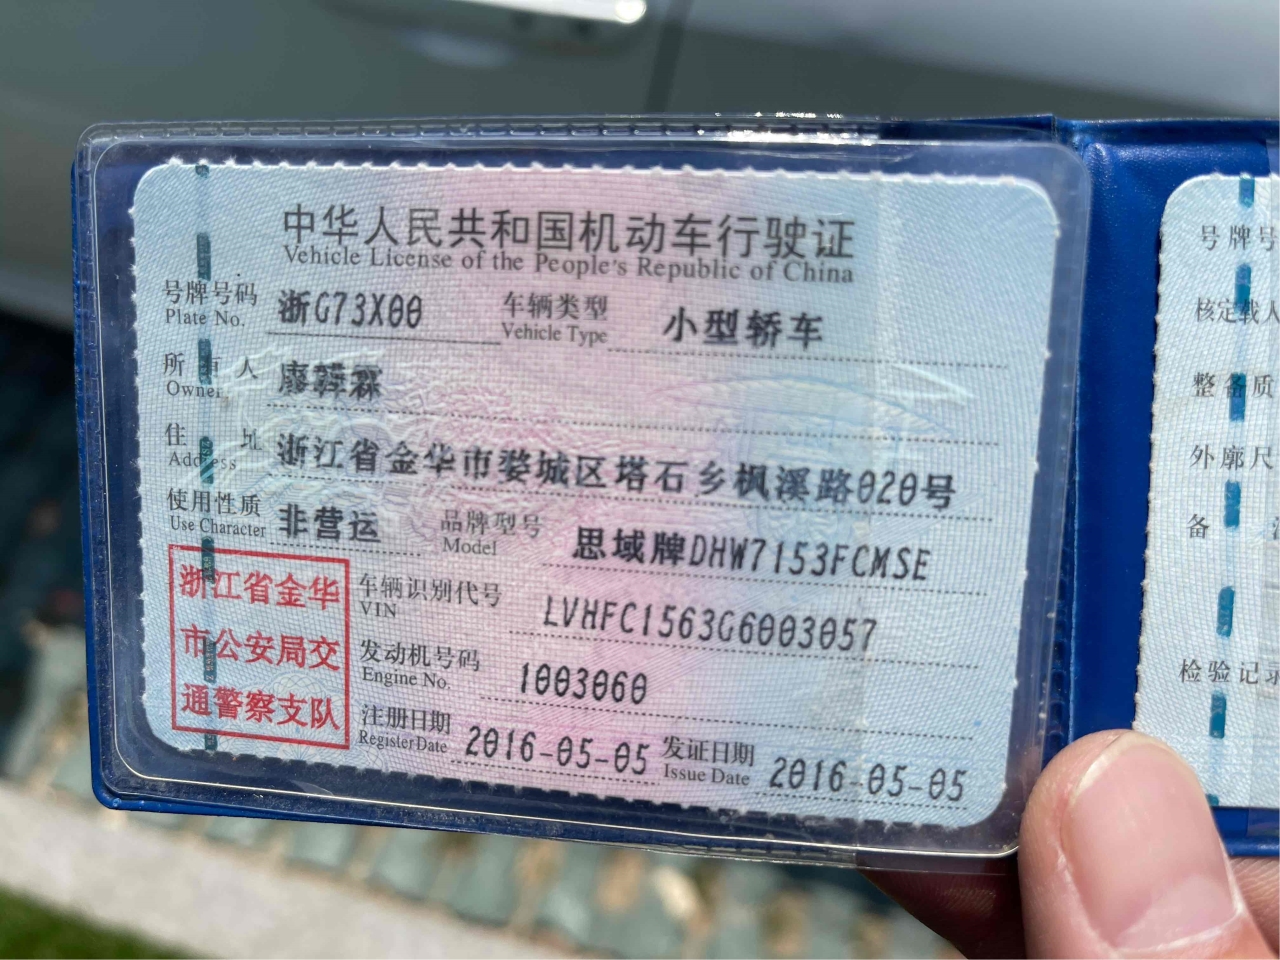 中华人民共和国机动车行驶证
Vehicle License of the People's Republic of China
号牌号码 浙G73X00 车辆类型 小型轿车
Plate No. Vehicle Type
所有人 廖
Owner
住址 浙江省金华市婺城区塔石乡枫溪路020号
Address
使用性质 非营运 品牌型号 思域牌DHW7153FCMSE
Use Character Model
浙江省金华
市公安局交
通警察支队
车辆识别代号 LVHFC1563G6003057
VIN
发动机号码 1003060
Engine No.
注册日期 2016-05-05 发证日期 2016-05-05
Register Date Issue Date
号牌号
核定载人
整备质
外廓尺
备
检验记录